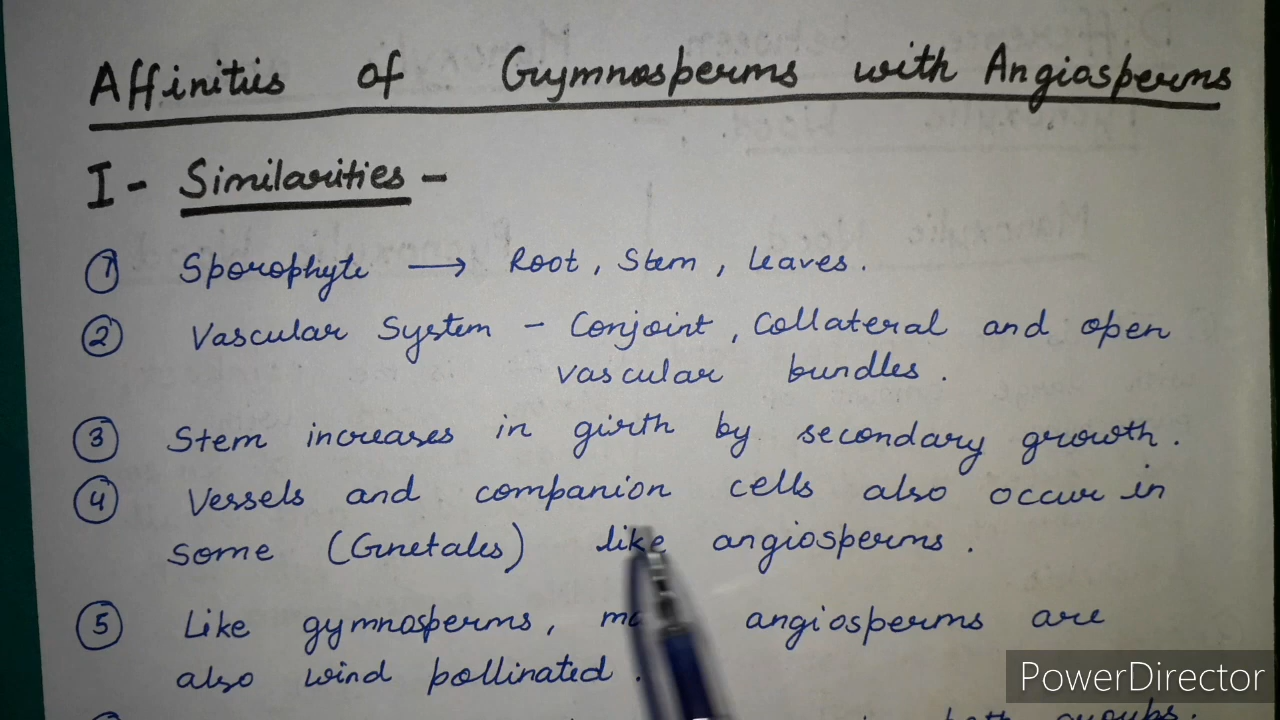 Affinities of Gymnosperms with Angiosperms
I - Similarities -
① Sporophyte → Root, Stem, Leaves.
② Vascular System - Conjoint, Collateral and open
vascular bundles.
③ Stem increases in girth by secondary growth.
④ Vessels and companion cells also occur in
some (Gnetales) like angiosperms.
⑤ Like gymnosperms, angiosperms are
also wind pollinated.
both groups.
PowerDirector